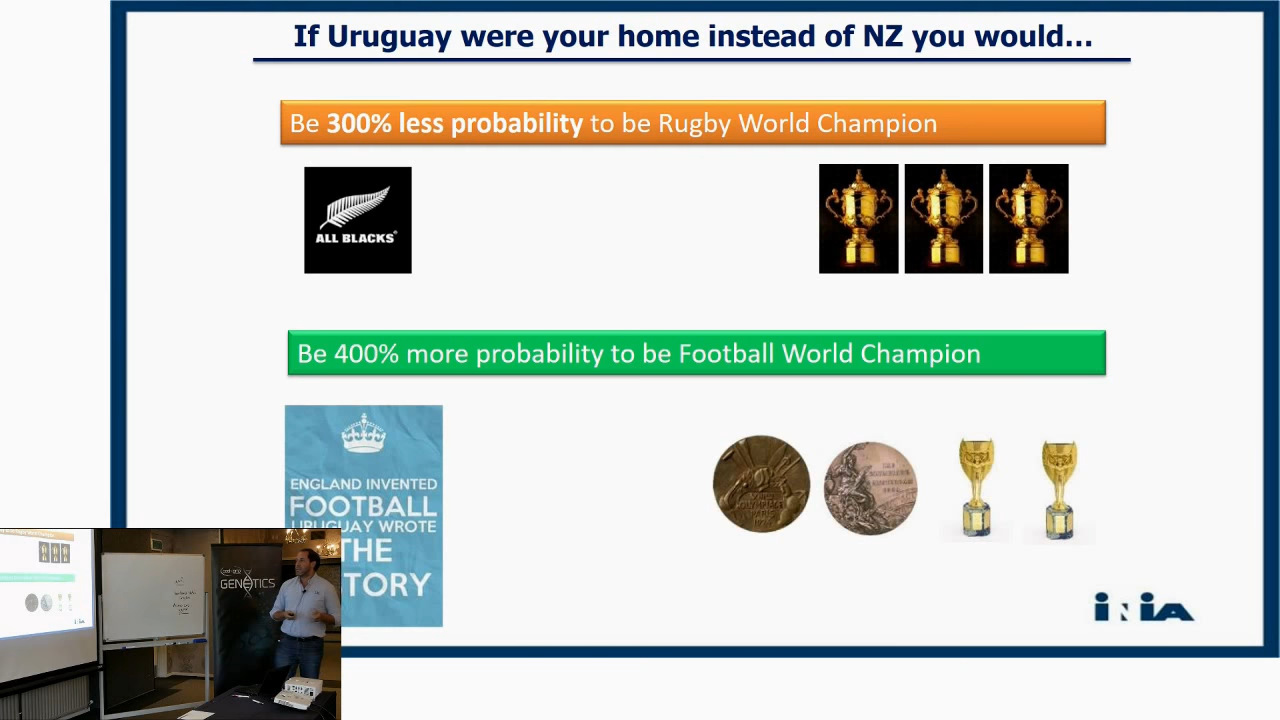 If Uruguay were your home instead of NZ you would...
Be 300% less probability to be Rugby World Champion
ALL BLACKS®
Be 400% more probability to be Football World Champion
ENGLAND INVENTED
FOOTBALL
URUGUAY WROTE
THE
TORY
inia
GENETICS